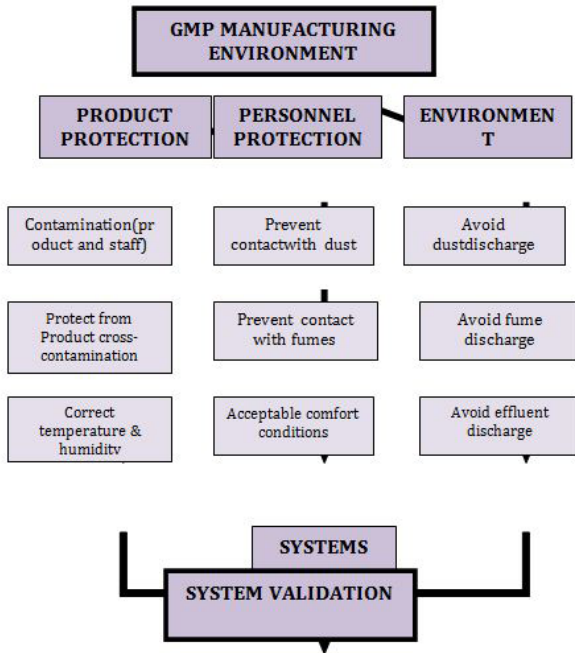 GMP MANUFACTURING
ENVIRONMENT
PRODUCT
PROTECTION
PERSONNEL
PROTECTION
ENVIRONMEN
T
Contamination(pr
oduct and staff)
Prevent
contactwith dust
Avoid
dustdischarge
Protect from
Product cross-
contamination
Prevent contact
with fumes
Avoid fume
discharge
Correct
temperature &
humidity
Acceptable comfort
conditions
Avoid effluent
discharge
SYSTEMS
SYSTEM VALIDATION